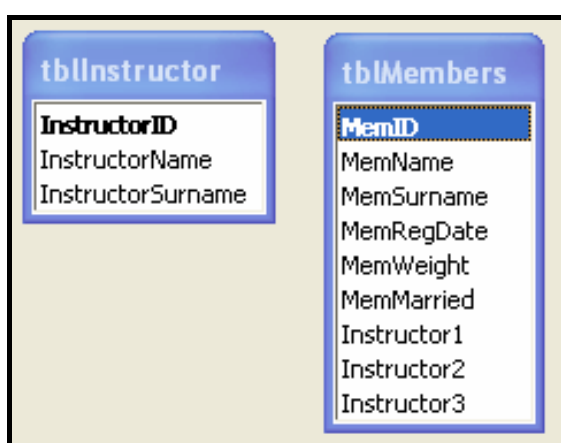 tblInstructor
InstructorID
InstructorName
InstructorSurname
tblMembers
MemID
MemName
MemSurname
MemRegDate
MemWeight
MemMarried
Instructor1
Instructor2
Instructor3